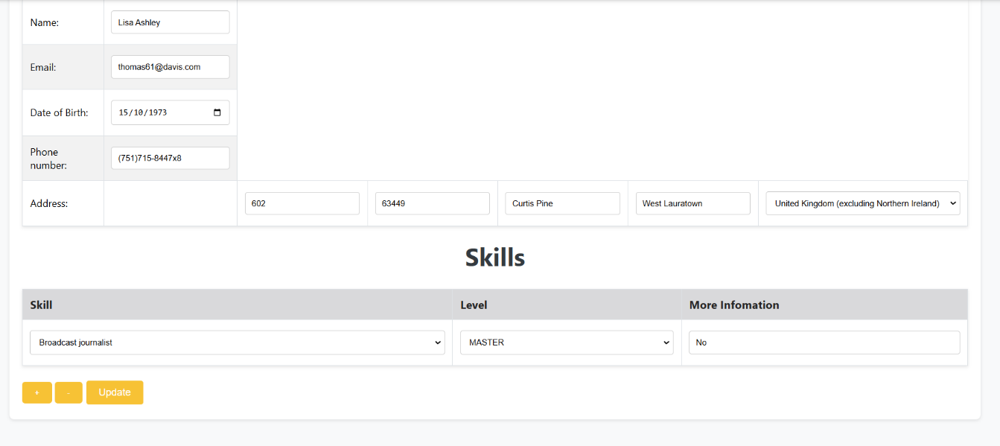 Name: Lisa Ashley
Email: thomas61@davis.com
Date of Birth: 15/10/1973
Phone
number: (751)715-8447x8
Address: 602 63449 Curtis Pine West Lauratown United Kingdom (excluding Northern Ireland)
Skills
Skill Level More Infomation
Broadcast journalist MASTER No
+ - Update